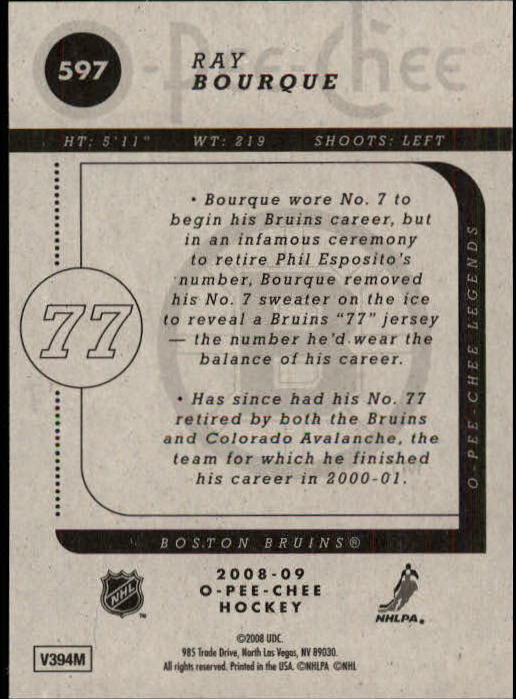 O-Pee-Chee
597
RAY
BOURQUE
HT: 5'11" WT: 219 SHOOTS: LEFT
• Bourque wore No. 7 to
begin his Bruins career, but
in an infamous ceremony
to retire Phil Esposito's
number, Bourque removed
his No. 7 sweater on the ice
to reveal a Bruins “77” jersey
— the number he'd wear the
balance of his career.
• Has since had his No. 77
retired by both the Bruins
and Colorado Avalanche, the
team for which he finished
his career in 2000-01.
77
O-PEE-CHEE LEGENDS
BOSTON BRUINS®
NHL
™
2008-09
O-PEE-CHEE
HOCKEY
NHLPA®
©2008 UDC.
985 Trade Drive, North Las Vegas, NV 89030.
All rights reserved. Printed in the USA. ©NHLPA ©NHL
V394M